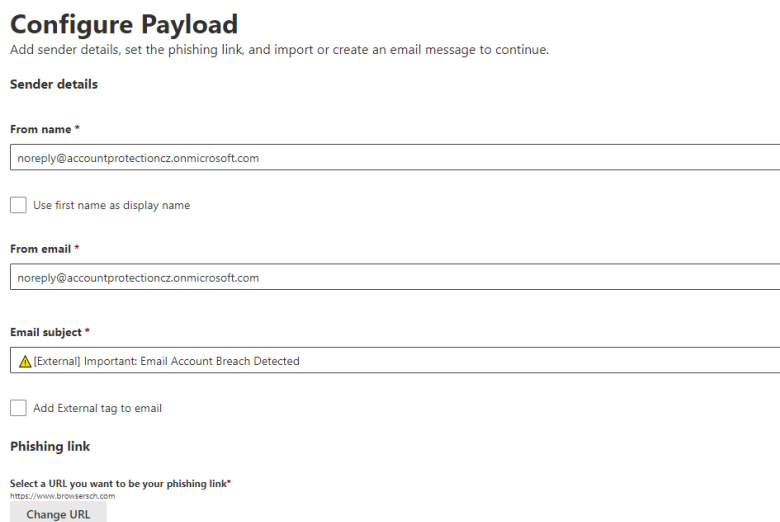 Configure Payload
Add sender details, set the phishing link, and import or create an email message to continue.
Sender details
From name *
noreply@accountprotectioncz.onmicrosoft.com
Use first name as display name
From email *
noreply@accountprotectioncz.onmicrosoft.com
Email subject *
⚠[External] Important: Email Account Breach Detected
Add External tag to email
Phishing link
Select a URL you want to be your phishing link*
https://www.browsersch.com
Change URL